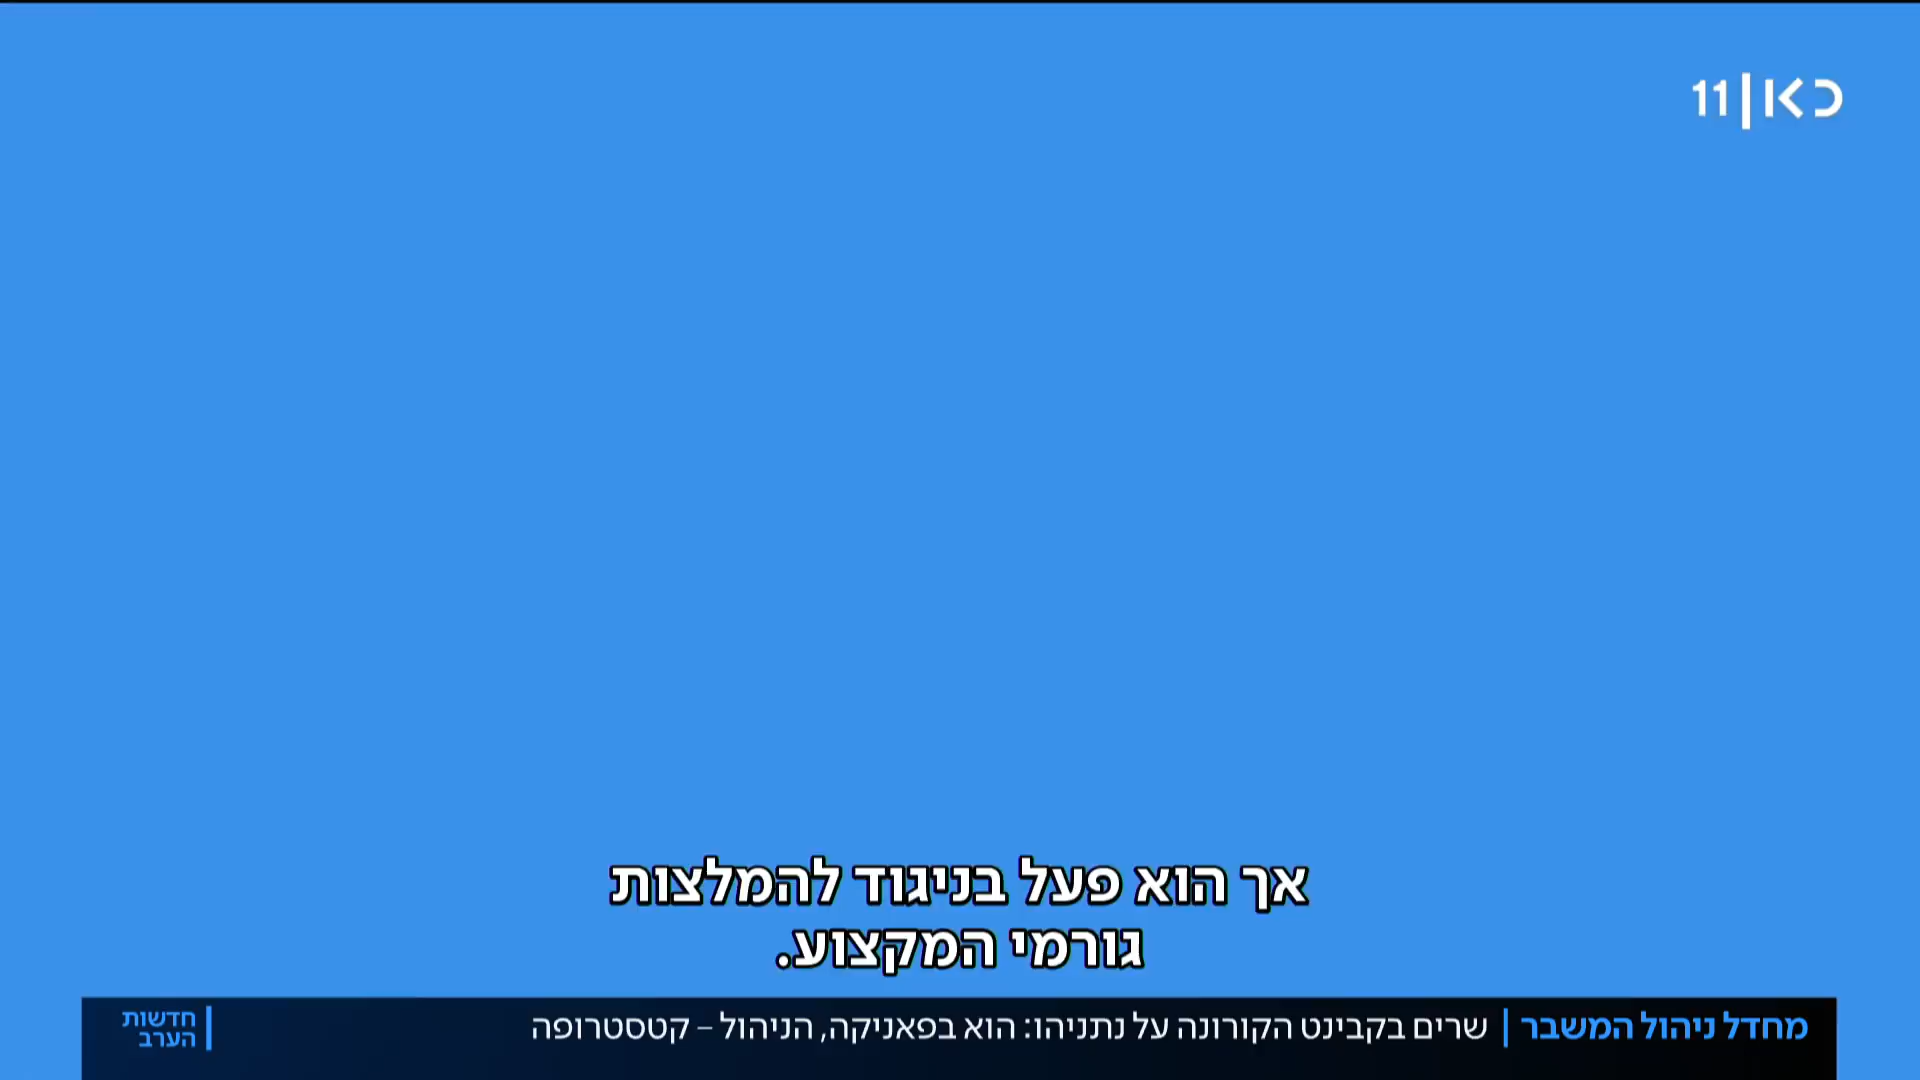 כאן 11
אך הוא פעל בניגוד להמלצות
גורמי המקצוע.
מחדל ניהול המשבר | שרים בקבינט הקורונה על נתניהו: הוא בפאניקה, הניהול – קטסטרופה
חדשות
הערב